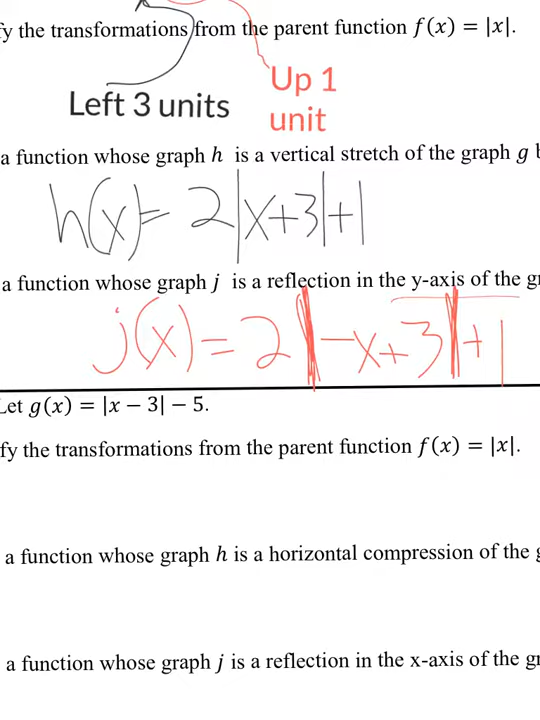 fy the transformations from the parent function f(x) = |x|.
Left 3 units
Up 1
unit
a function whose graph h is a vertical stretch of the graph g
h(x) = 2|x+3|+1
a function whose graph j is a reflection in the y-axis of the
j(x) = 2|-x+3|+1
Let g(x) = |x − 3| − 5.
fy the transformations from the parent function f(x) = |x|.
a function whose graph h is a horizontal compression of the
a function whose graph j is a reflection in the x-axis of the